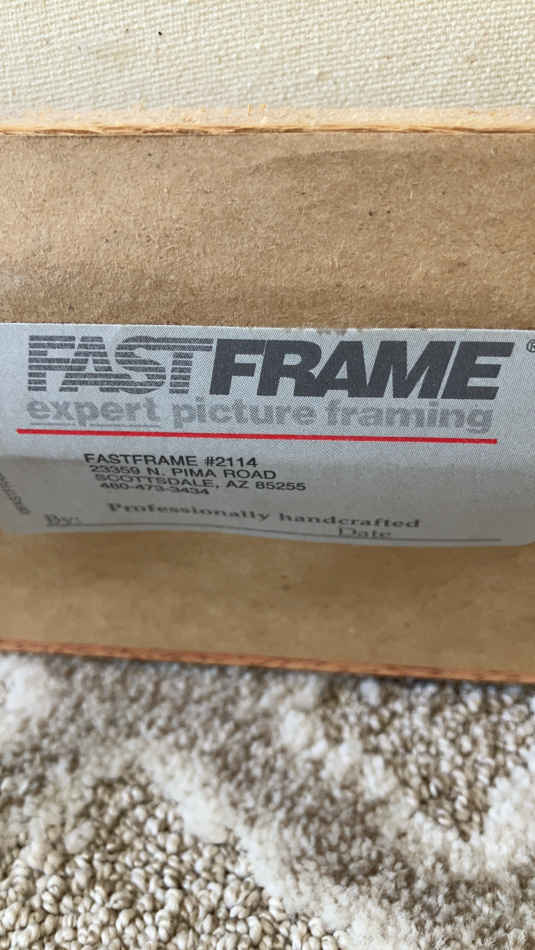 FASTFRAME®
expert picture framing
FASTFRAME #2114
23359 N. PIMA ROAD
SCOTTSDALE, AZ 85255
480-473-3434
Professionally handcrafted
By: Date